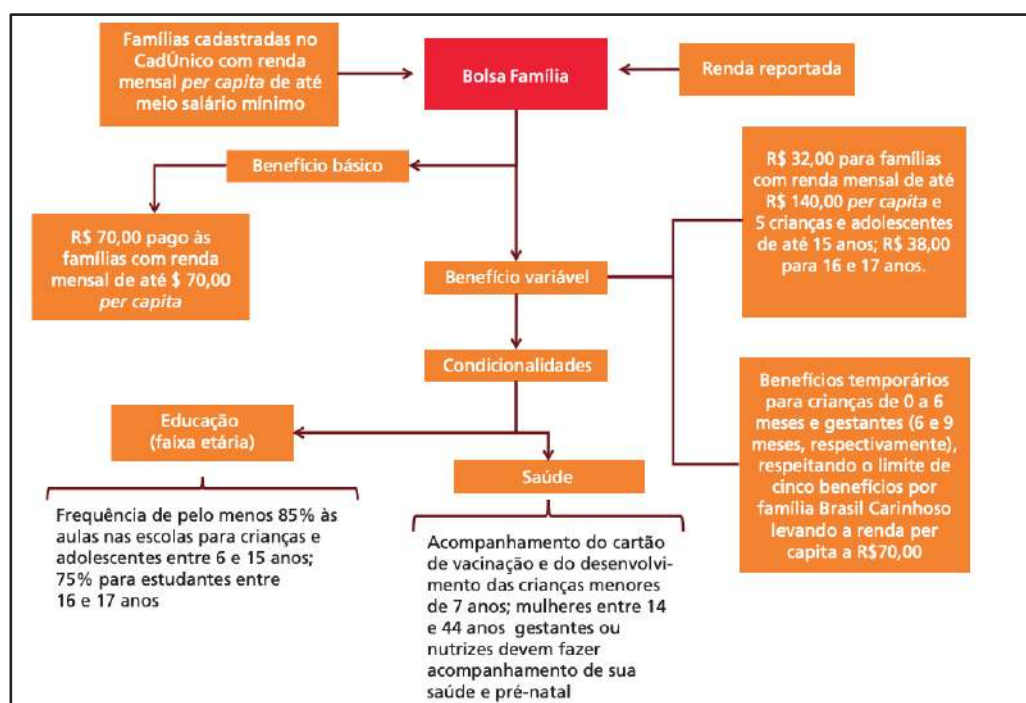 Famílias cadastradas no
CadÚnico com renda
mensal per capita de até
meio salário mínimo
Bolsa Família
Renda reportada
Benefício básico
R$ 70,00 pago às
famílias com renda
mensal de até $ 70,00
per capita
R$ 32,00 para famílias
com renda mensal de até
R$ 140,00 per capita e
5 crianças e adolescentes
de até 15 anos; R$ 38,00
para 16 e 17 anos.
Benefício variável
Condicionalidades
Benefícios temporários
para crianças de 0 a 6
meses e gestantes (6 e 9
meses, respectivamente),
respeitando o limite de
cinco benefícios por
família Brasil Carinhoso
levando a renda per
capita a R$70,00
Educação
(faixa etária)
Saúde
Frequência de pelo menos 85% às
aulas nas escolas para crianças e
adolescentes entre 6 e 15 anos;
75% para estudantes entre
16 e 17 anos
Acompanhamento do cartão
de vacinação e do desenvolvi-
mento das crianças menores
de 7 anos; mulheres entre 14
e 44 anos gestantes ou
nutrizes devem fazer
acompanhamento de sua
saúde e pré-natal